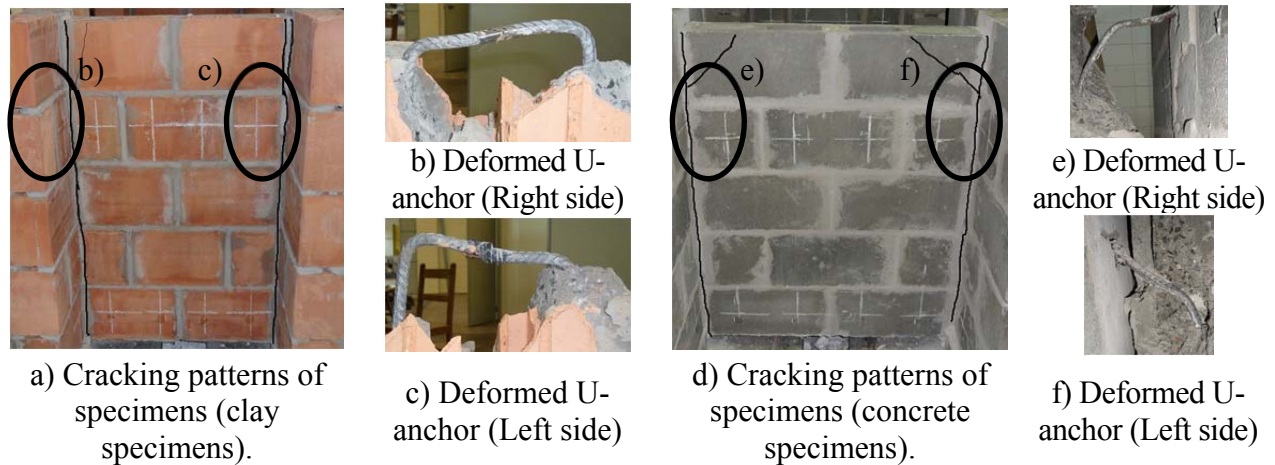 b)
c)
b) Deformed U-
anchor (Right side)
c) Deformed U-
anchor (Left side)
a) Cracking patterns of
specimens (clay
specimens).
e)
f)
d) Cracking patterns of
specimens (concrete
specimens).
e) Deformed U-
anchor (Right side)
f) Deformed U-
anchor (Left side)